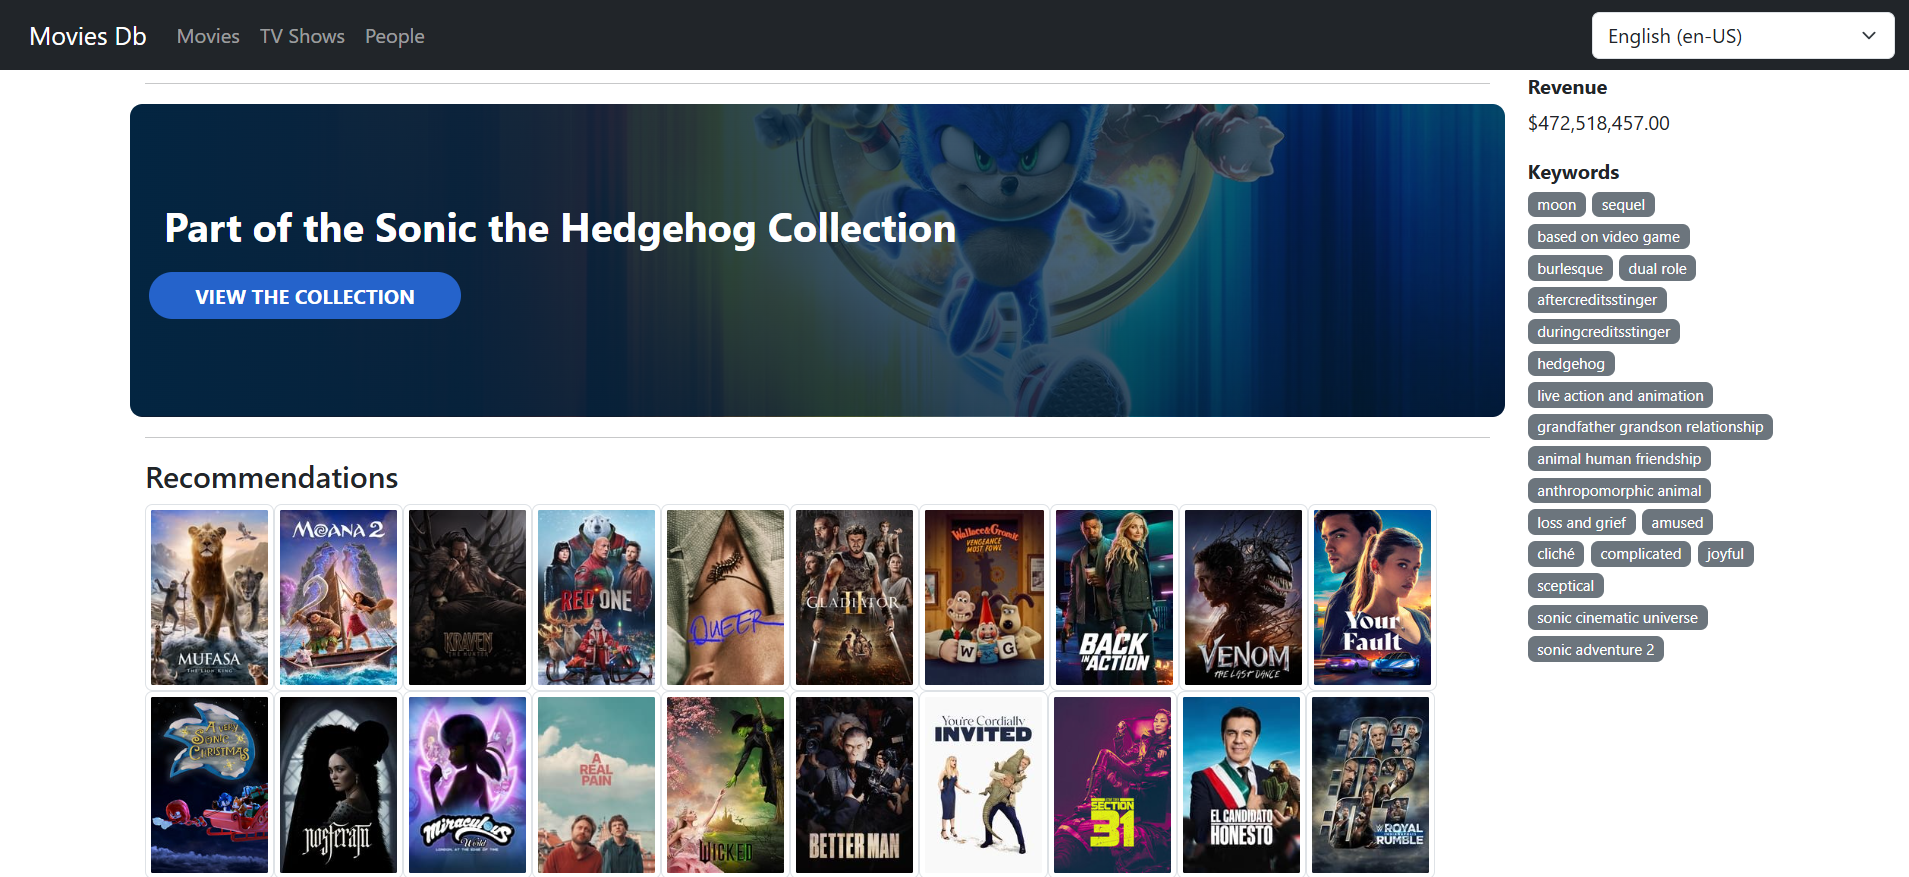 Movies Db Movies TV Shows People English (en-US)
Part of the Sonic the Hedgehog Collection
VIEW THE COLLECTION
Revenue
$472,518,457.00
Keywords
moon sequel
based on video game
burlesque dual role
aftercreditsstinger
duringcreditsstinger
hedgehog
live action and animation
grandfather grandson relationship
animal human friendship
anthropomorphic animal
loss and grief amused
cliché complicated joyful
sceptical
sonic cinematic universe
sonic adventure 2
Recommendations
MUFASA
THE LION KING
MOANA 2
KRAVEN
THE HUNTER
RED ONE
QUEER
GLADIATOR
II
Wallace & Gromit
VENGEANCE
MOST FOWL
W G
BACK
IN ACTION
VENOM
THE LAST DANCE
Your
Fault
A VERY
SONIC
CHRISTMAS
nosferatu
Miraculous
World
LONDON, AT THE EDGE OF TIME
A
REAL
PAIN
WICKED
BETTER MAN
You're Cordially
INVITED
SECTION
31
EL CANDIDATO
HONESTO
W ROYAL
RUMBLE